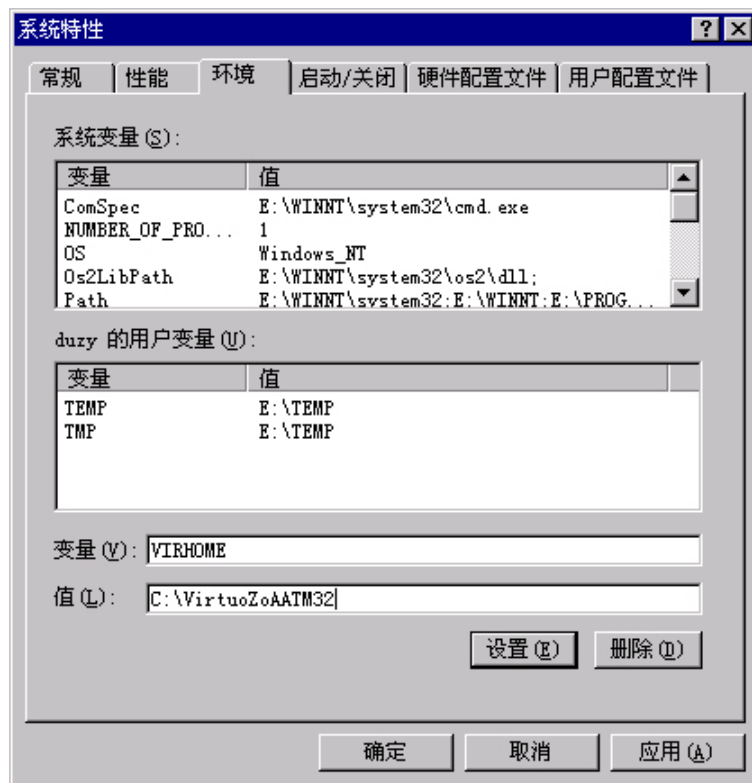 系统特性
常规 性能 环境 启动/关闭 硬件配置文件 用户配置文件
系统变量(S):
变量 值
ComSpec E:\WINNT\system32\cmd.exe
NUMBER_OF_PRO... 1
OS Windows_NT
Os2LibPath E:\WINNT\system32\os2\dll;
Path E:\WINNT\system32;E:\WINNT;E:\PROG...
duzy 的用户变量(U):
变量 值
TEMP E:\TEMP
TMP E:\TEMP
变量(V): VIRHOME
值(L): C:\VirtuoZoAATM32
设置(E) 删除(D)
确定 取消 应用(A)